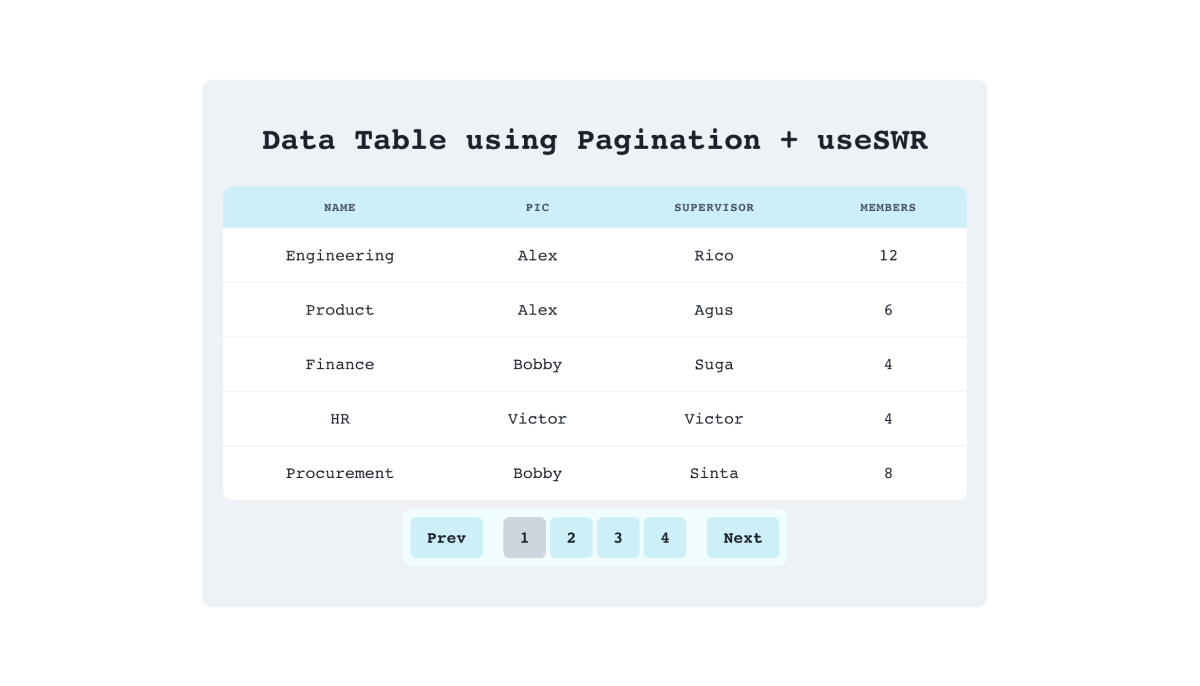 Data Table using Pagination + useSWR
NAME PIC SUPERVISOR MEMBERS
Engineering Alex Rico 12
Product Alex Agus 6
Finance Bobby Suga 4
HR Victor Victor 4
Procurement Bobby Sinta 8
Prev 1 2 3 4 Next